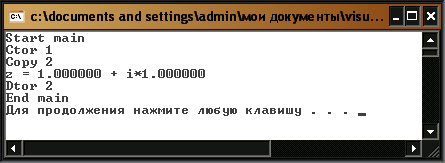 c:\documents and settings\admin\мои документы\visu...
Start main
Ctor 1
Copy 2
z = 1.000000 + i*1.000000
Dtor 2
End main
Для продолжения нажмите любую клавишу . . . _